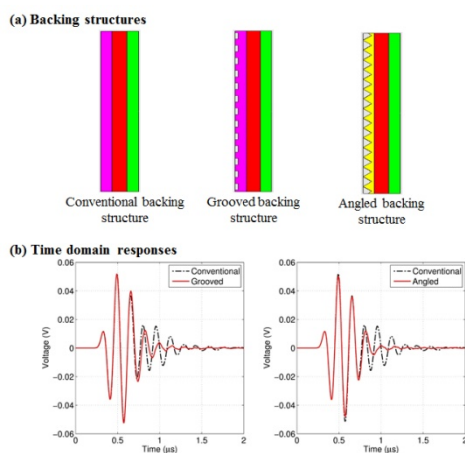 (a) Backing structures
Conventional backing
structure
Grooved backing
structure
Angled backing
structure
(b) Time domain responses
0.06
0.04
0.02
0
−0.02
−0.04
−0.06
Voltage (V)
0
0.5
1
1.5
2
Time (µs)
Conventional
Grooved
0.06
0.04
0.02
0
−0.02
−0.04
−0.06
Voltage (V)
0
0.5
1
1.5
2
Time (µs)
Conventional
Angled